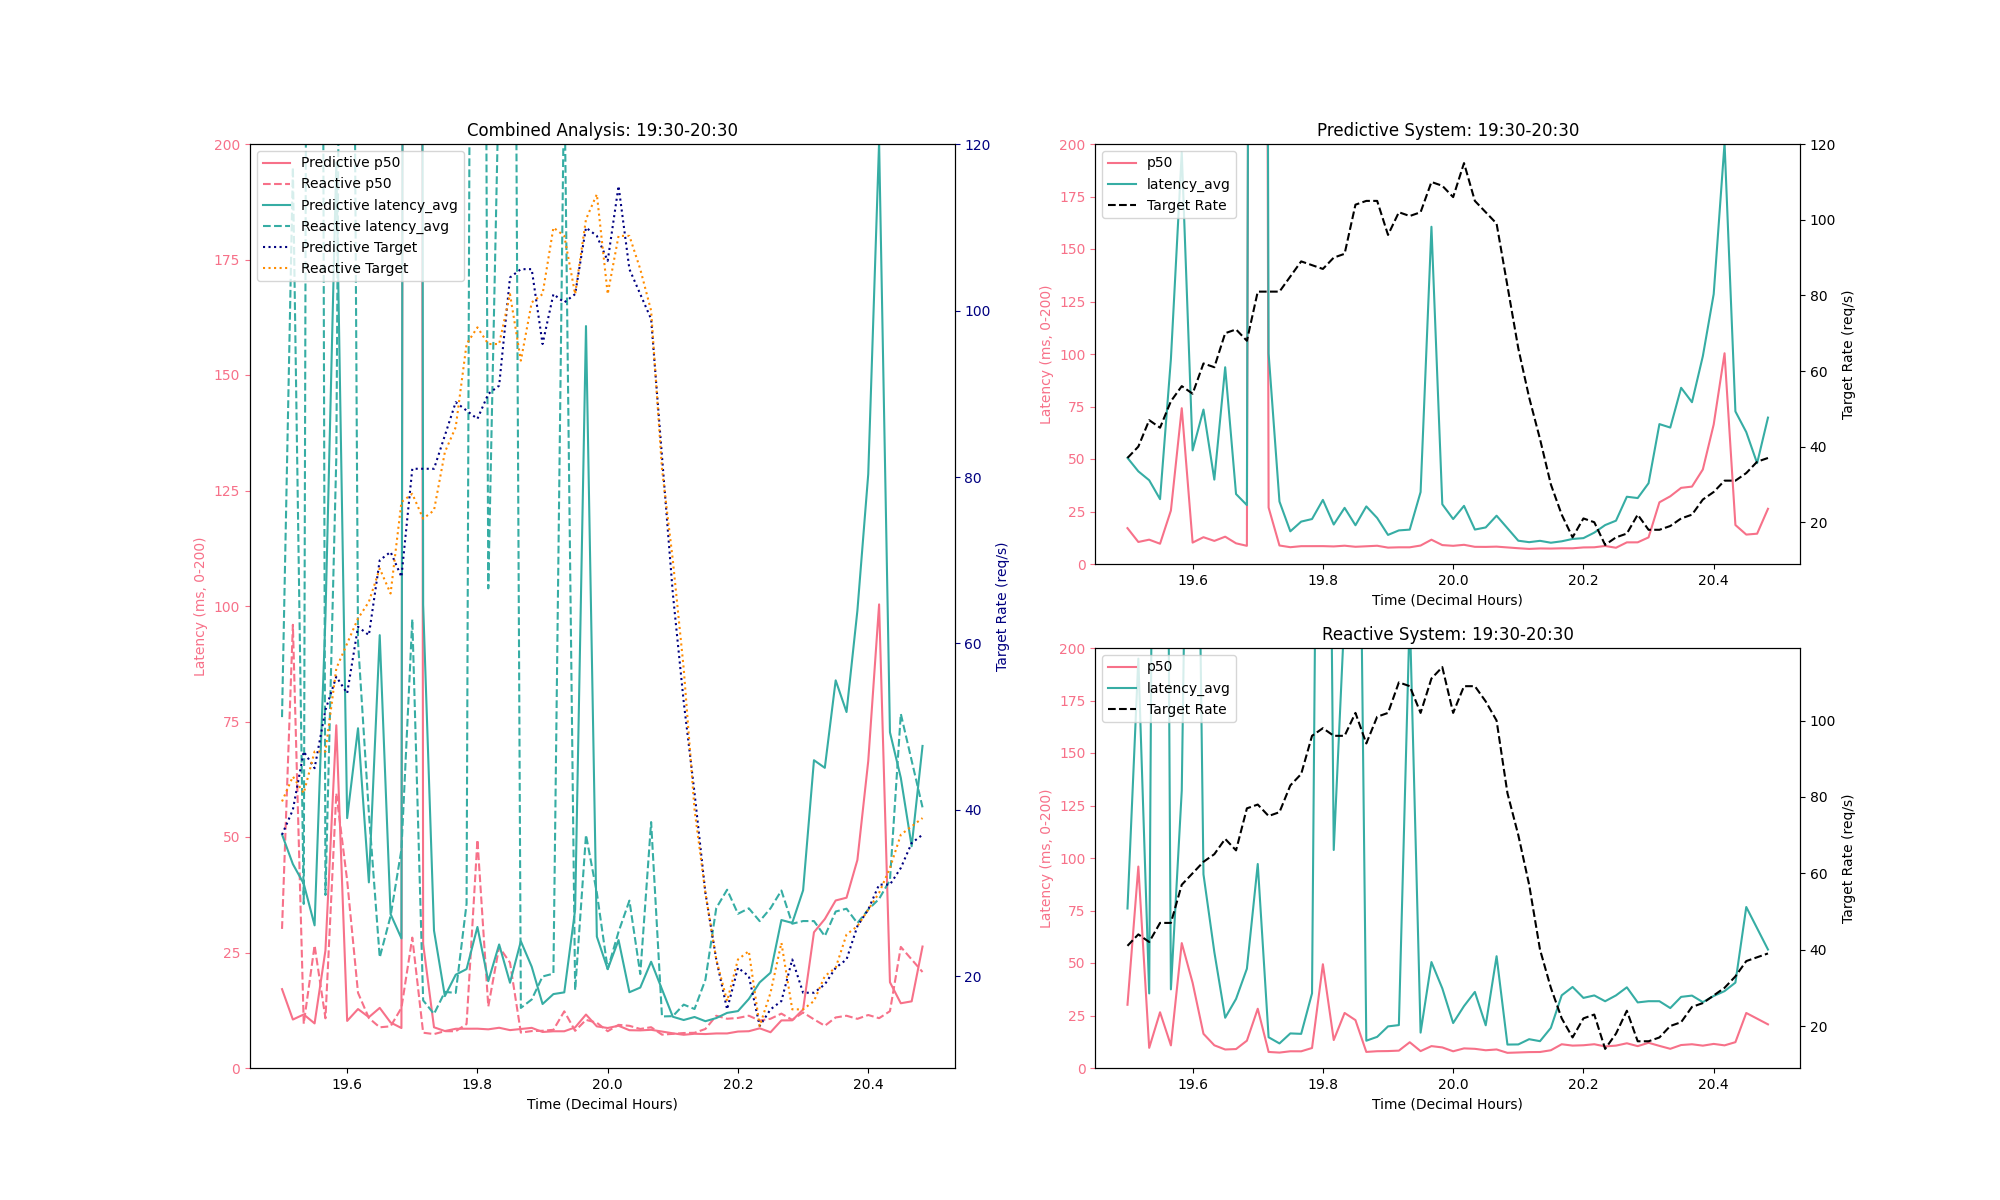 Combined Analysis: 19:30-20:30
200
175
150
125
100
75
50
25
0
Latency (ms, 0-200)
Predictive p50
Reactive p50
Predictive latency_avg
Reactive latency_avg
Predictive Target
Reactive Target
120
100
80
60
40
20
Target Rate (req/s)
19.6 19.8 20.0 20.2 20.4
Time (Decimal Hours)
Predictive System: 19:30-20:30
200
175
150
125
100
75
50
25
0
Latency (ms, 0-200)
p50
latency_avg
Target Rate
120
100
80
60
40
20
Target Rate (req/s)
19.6 19.8 20.0 20.2 20.4
Time (Decimal Hours)
Reactive System: 19:30-20:30
200
175
150
125
100
75
50
25
0
Latency (ms, 0-200)
p50
latency_avg
Target Rate
100
80
60
40
20
Target Rate (req/s)
19.6 19.8 20.0 20.2 20.4
Time (Decimal Hours)